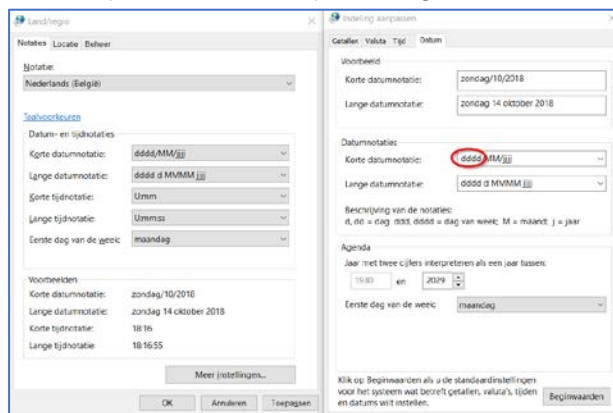 Land/regio
Notaties Locatie Beheer
Notatie:
Nederlands (België)
Taalvoorkeuren
Datum- en tijdnotaties
Korte datumnotatie: dddd/MM/jjjj
Lange datumnotatie: dddd d MMMM jjjj
Korte tijdnotatie: U:mm
Lange tijdnotatie: U:mm:ss
Eerste dag van de week: maandag
Voorbeelden
Korte datumnotatie: zondag/10/2018
Lange datumnotatie: zondag 14 oktober 2018
Korte tijdnotatie: 18:16
Lange tijdnotatie: 18:16:55
Meer instellingen...
OK Annuleren Toepassen
Indeling aanpassen
Getallen Valuta Tijd Datum
Voorbeeld
Korte datumnotatie: zondag/10/2018
Lange datumnotatie: zondag 14 oktober 2018
Datumnotaties
Korte datumnotatie: dddd/MM/jjjj
Lange datumnotatie: dddd d MMMM jjjj
Beschrijving van de notaties:
d, dd = dag ddd, dddd = dag van week; M = maand; j = jaar
Agenda
Jaar met twee cijfers interpreteren als een jaar tussen:
1930 en 2029
Eerste dag van de week: maandag
Klik op Beginwaarden als u de standaardinstellingen
voor het systeem wat betreft getallen, valuta's, tijden
en datums wilt instellen. Beginwaarden